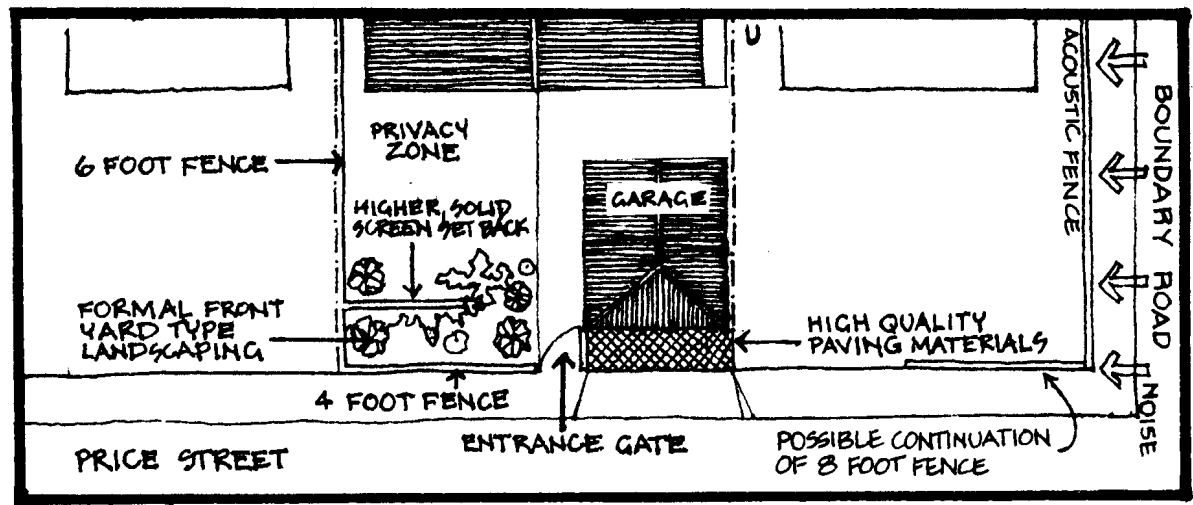 U
PRIVACY
ZONE
6 FOOT FENCE
GARAGE
HIGHER, SOLID
SCREEN SET BACK
FORMAL FRONT
YARD TYPE
LANDSCAPING
HIGH QUALITY
PAVING MATERIALS
4 FOOT FENCE
ENTRANCE GATE
POSSIBLE CONTINUATION
OF 8 FOOT FENCE
PRICE STREET
ACOUSTIC FENCE
BOUNDARY ROAD
NOISE